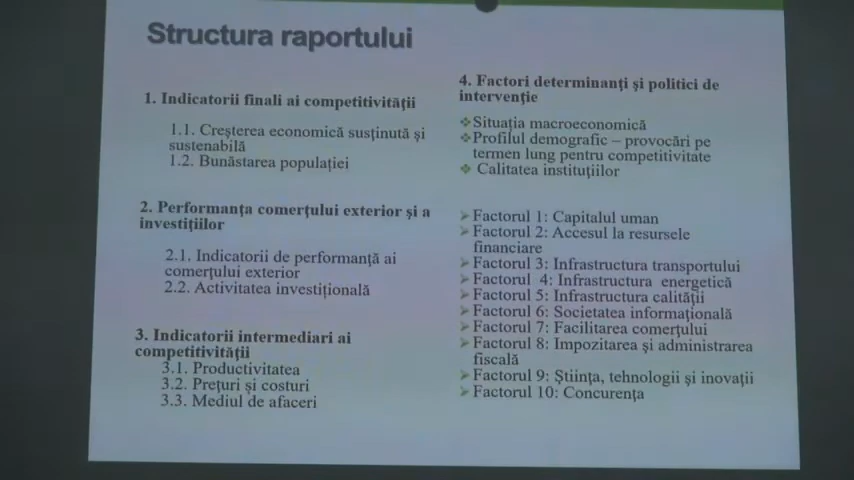 Structura raportului
1. Indicatorii finali ai competitivităţii
1.1. Creşterea economică susţinută şi
sustenabilă
1.2. Bunăstarea populaţiei
2. Performanţa comerţului exterior şi a
investiţiilor
2.1. Indicatorii de performanţă ai
comerţului exterior
2.2. Activitatea investiţională
3. Indicatorii intermediari ai
competitivităţii
3.1. Productivitatea
3.2. Preţuri şi costuri
3.3. Mediul de afaceri
4. Factori determinanţi şi politici de
intervenţie
❖Situaţia macroeconomică
❖Profilul demografic – provocări pe
termen lung pentru competitivitate
❖ Calitatea instituţiilor
➢Factorul 1: Capitalul uman
➢Factorul 2: Accesul la resursele
financiare
➢Factorul 3: Infrastructura transportului
➢Factorul 4: Infrastructura energetică
➢Factorul 5: Infrastructura calităţii
➢Factorul 6: Societatea informaţională
➢Factorul 7: Facilitarea comerţului
➢Factorul 8: Impozitarea şi administrarea
fiscală
➢Factorul 9: Ştiinţa, tehnologii şi inovaţii
➢Factorul 10: Concurenţa